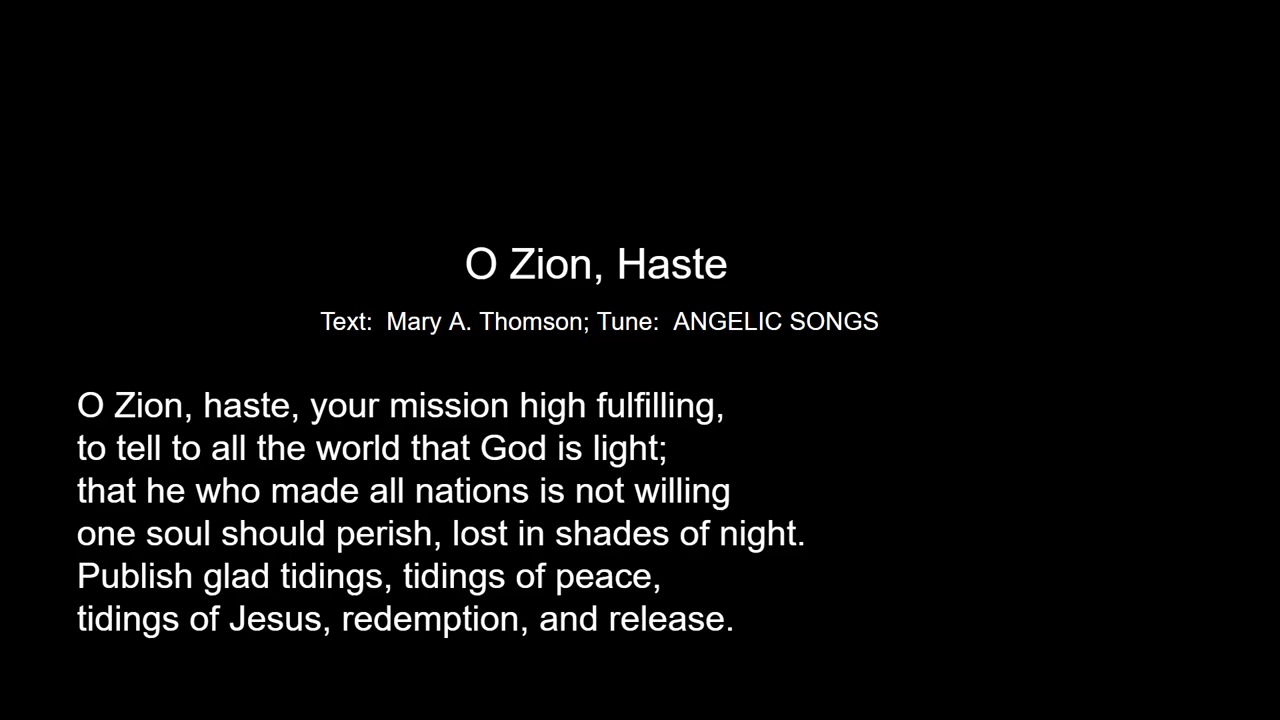 O Zion, Haste
Text:  Mary A. Thomson; Tune:  ANGELIC SONGS
O Zion, haste, your mission high fulfilling,
to tell to all the world that God is light;
that he who made all nations is not willing
one soul should perish, lost in shades of night.
Publish glad tidings, tidings of peace,
tidings of Jesus, redemption, and release.